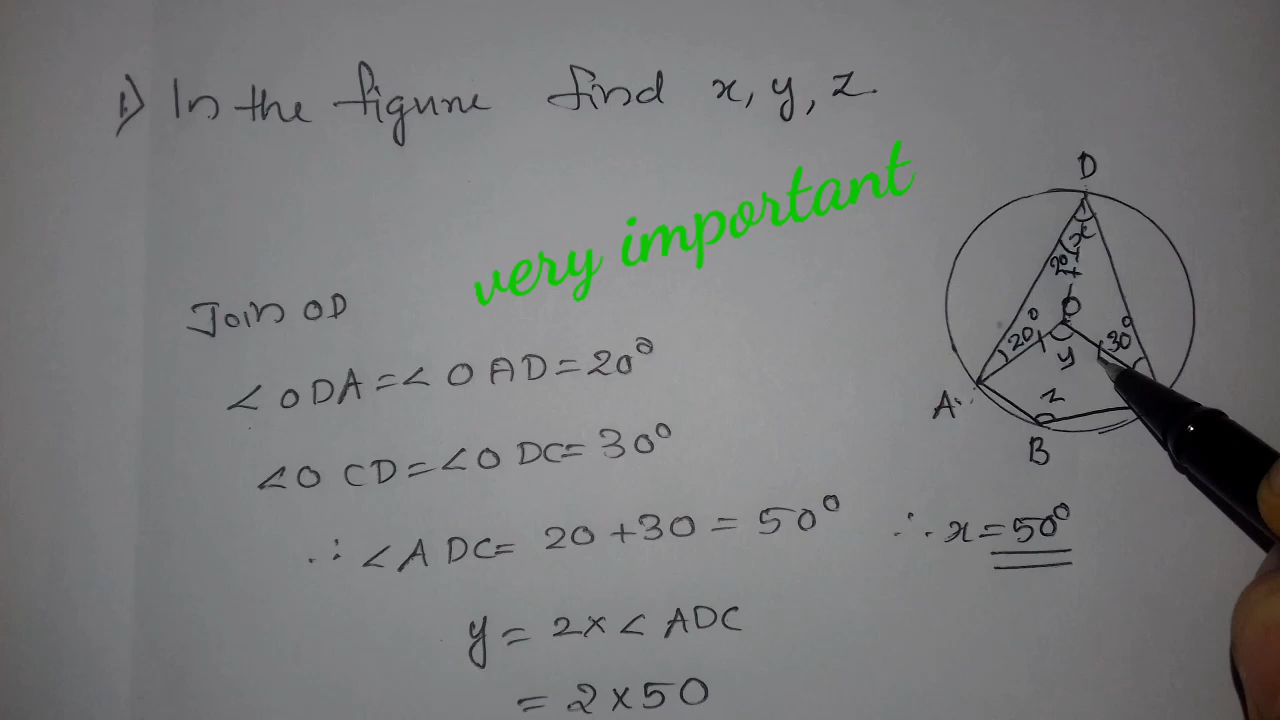 1) In the figure find x, y, z.
very important
Join OD
∠ODA = ∠OAD = 20°
∠OCD = ∠ODC = 30°
∴ ∠ADC = 20 + 30 = 50° ∴ x = 50°
y = 2 × ∠ADC
= 2 × 50
D
x
20
O
20°
30°
y
A
z
B